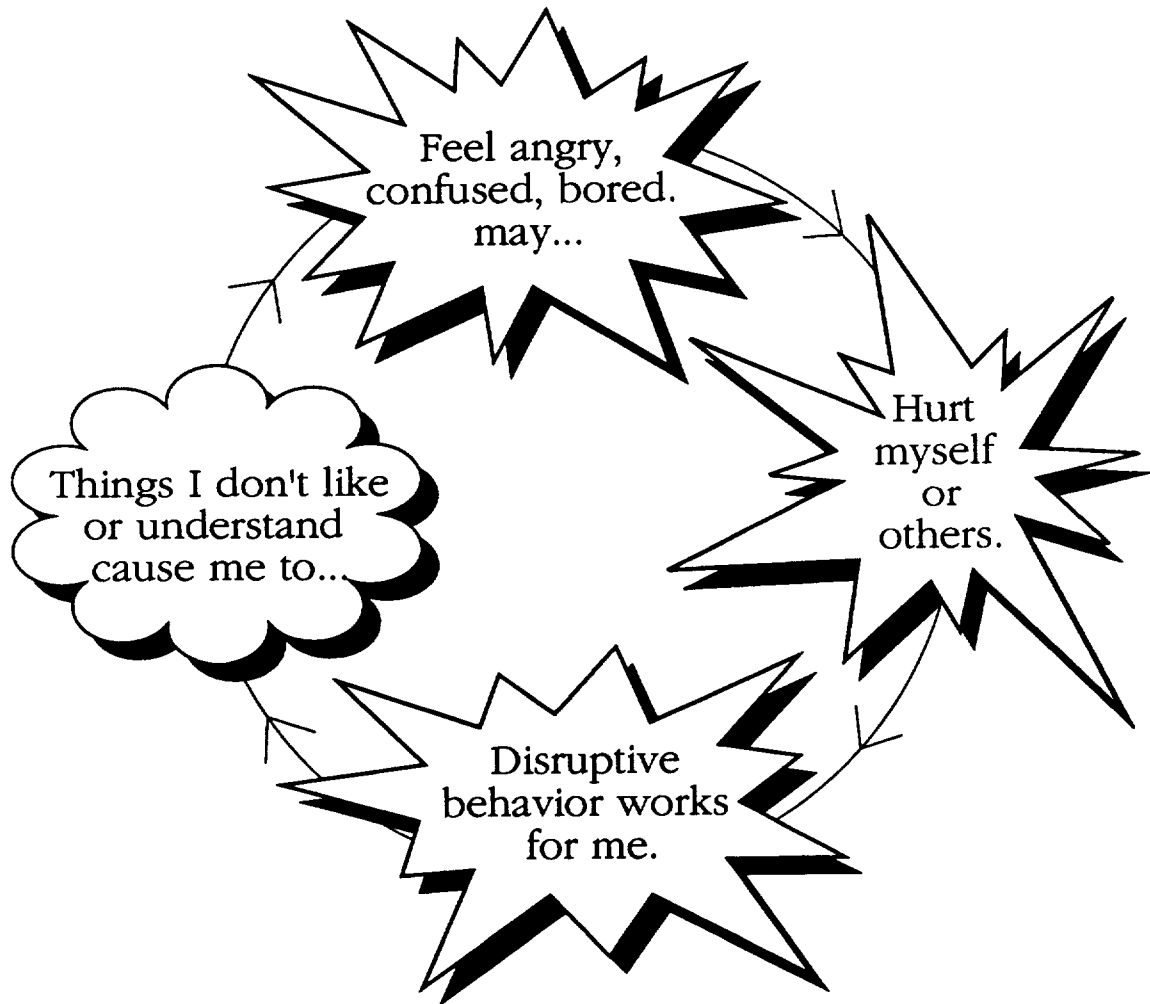 Feel angry,
confused, bored.
may...
Hurt
myself
or
others.
Disruptive
behavior works
for me.
Things I don't like
or understand
cause me to...